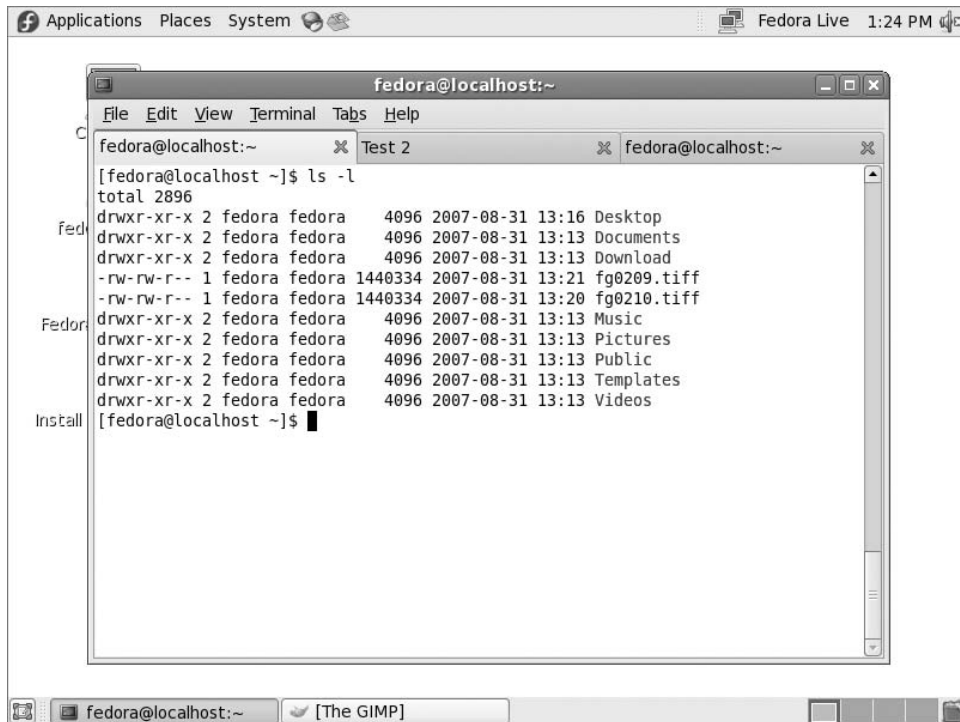 Applications Places System Fedora Live 1:24 PM
fedora@localhost:~
File Edit View Terminal Tabs Help
fedora@localhost:~ Test 2 fedora@localhost:~
[fedora@localhost ~]$ ls -l
total 2896
drwxr-xr-x 2 fedora fedora 4096 2007-08-31 13:16 Desktop
drwxr-xr-x 2 fedora fedora 4096 2007-08-31 13:13 Documents
drwxr-xr-x 2 fedora fedora 4096 2007-08-31 13:13 Download
-rw-rw-r-- 1 fedora fedora 1440334 2007-08-31 13:21 fg0209.tiff
-rw-rw-r-- 1 fedora fedora 1440334 2007-08-31 13:20 fg0210.tiff
drwxr-xr-x 2 fedora fedora 4096 2007-08-31 13:13 Music
drwxr-xr-x 2 fedora fedora 4096 2007-08-31 13:13 Pictures
drwxr-xr-x 2 fedora fedora 4096 2007-08-31 13:13 Public
drwxr-xr-x 2 fedora fedora 4096 2007-08-31 13:13 Templates
drwxr-xr-x 2 fedora fedora 4096 2007-08-31 13:13 Videos
[fedora@localhost ~]$
Install
fedora@localhost:~ [The GIMP]